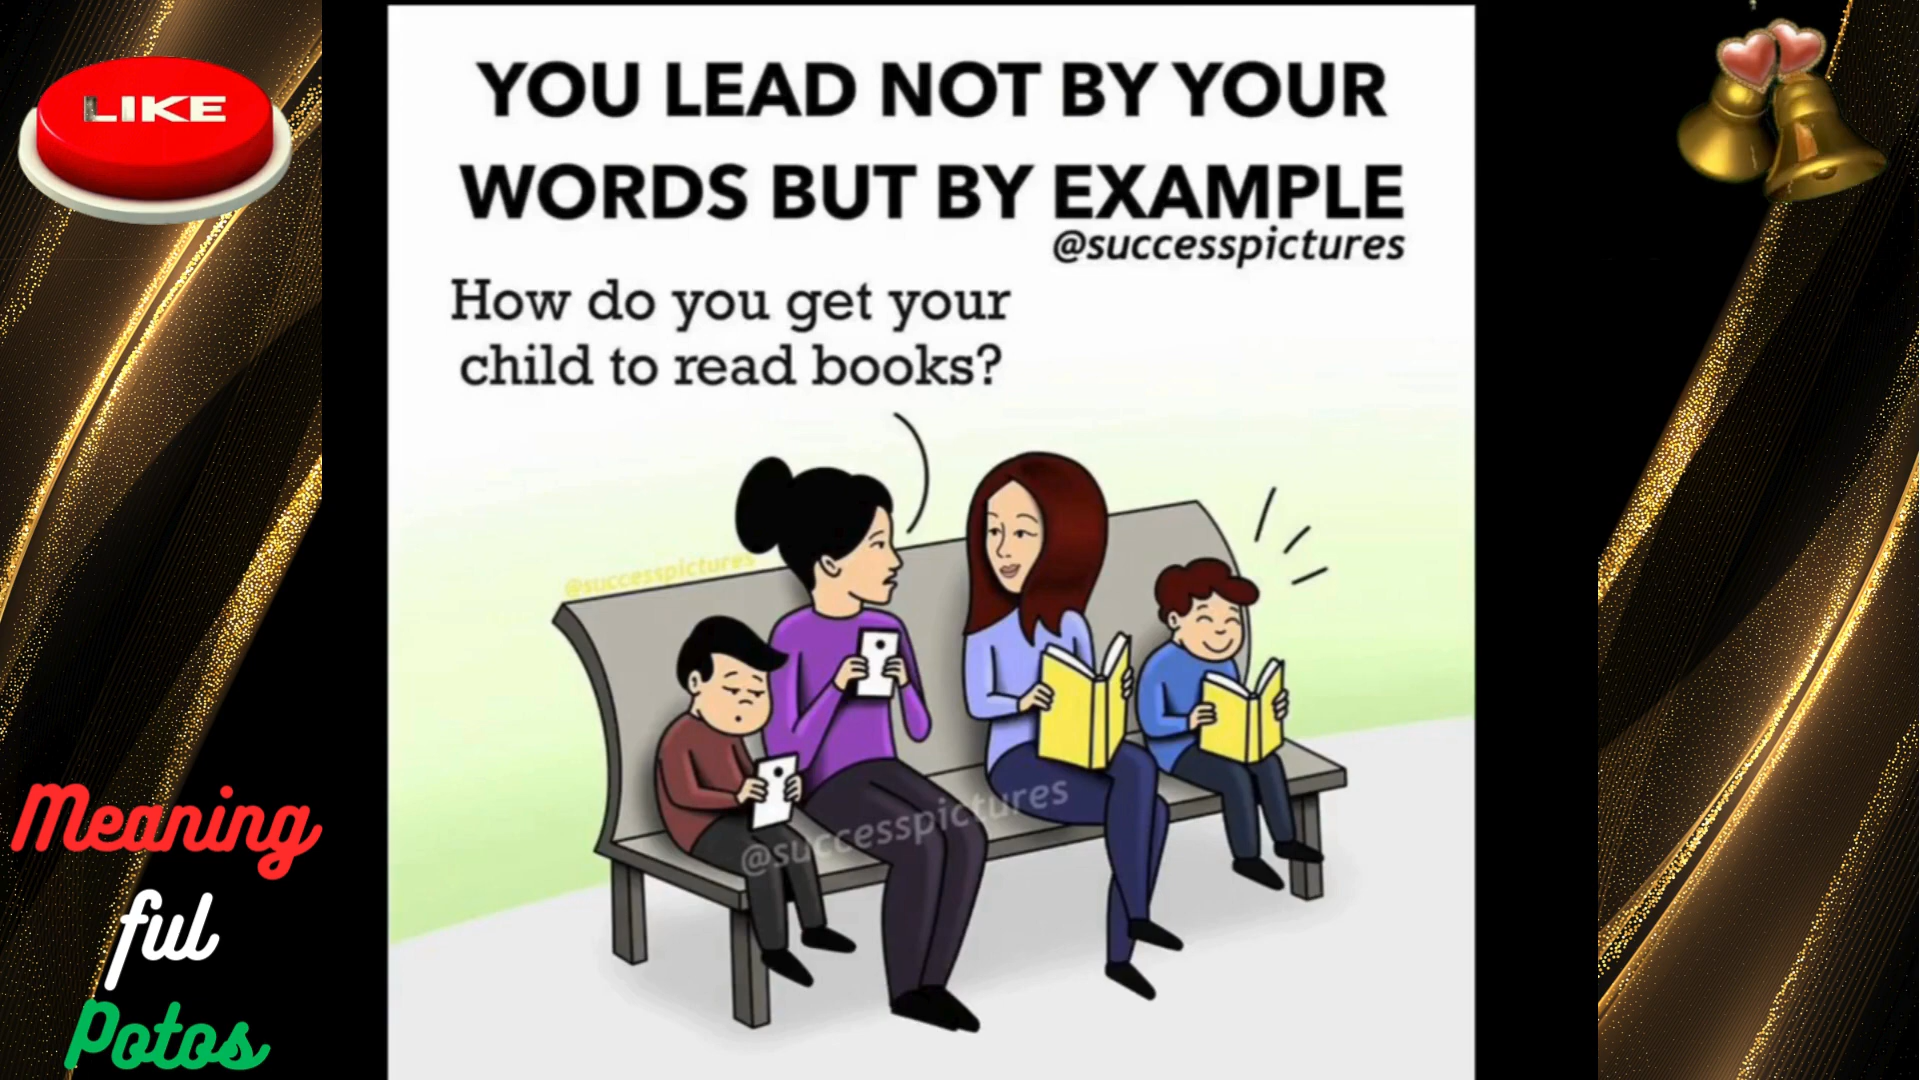 LIKE
YOU LEAD NOT BY YOUR
WORDS BUT BY EXAMPLE
@successpictures
How do you get your
child to read books?
@successpictures
@successpictures
Meaning
ful
Potos